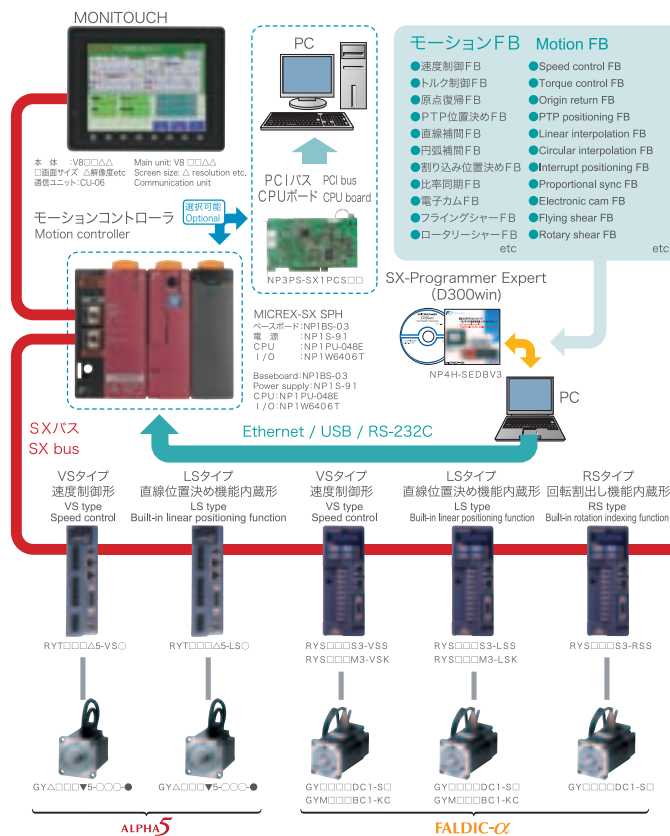 MONITOUCH
本 体 :V8□□△△
□画面サイズ △解像度etc
通信ユニット:CU-06
Main unit: V8 □□△△
Screen size: △ resolution etc.
Communication unit
PC
PCIバス
CPUボード
PCI bus
CPU board
NP3PS-SX1PCS□□
選択可能
Optional
モーションコントローラ
Motion controller
MICREX-SX SPH
ベースボード:NP1BS-03
電 源 :NP1S-91
CPU :NP1PU-048E
I/O :NP1W6406T
Baseboard:NP1BS-03
Power supply:NP1S-91
CPU:NP1PU-048E
I/O:NP1W6406T
モーションFB
●速度制御FB
●トルク制御FB
●原点復帰FB
●PTP位置決めFB
●直線補間FB
●円弧補間FB
●割り込み位置決めFB
●比率同期FB
●電子カムFB
●フライングシャーFB
●ロータリーシャーFB
etc
Motion FB
●Speed control FB
●Torque control FB
●Origin return FB
●PTP positioning FB
●Linear interpolation FB
●Circular interpolation FB
●Interrupt positioning FB
●Proportional sync FB
●Electronic cam FB
●Flying shear FB
●Rotary shear FB
etc
SX-Programmer Expert
(D300win)
NP4H-SEDBV3
PC
SXバス
SX bus
Ethernet / USB / RS-232C
VSタイプ
速度制御形
VS type
Speed control
LSタイプ
直線位置決め機能内蔵形
LS type
Built-in linear positioning function
VSタイプ
速度制御形
VS type
Speed control
LSタイプ
直線位置決め機能内蔵形
LS type
Built-in linear positioning function
RSタイプ
回転割出し機能内蔵形
RS type
Built-in rotation indexing function
RYT□□□△5-VS○
RYT□□□△5-LS○
RYS□□□S3-VSS
RYS□□□M3-VSK
RYS□□□S3-LSS
RYS□□□M3-LSK
RYS□□□S3-RSS
GY△□□□▼5-○○○-●
GY△□□□▼5-○○○-●
GY□□□□DC1-S□
GYM□□□BC1-KC
GY□□□□DC1-S□
GYM□□□BC1-KC
GY□□□□DC1-S□
ALPHA5
FALDIC-α